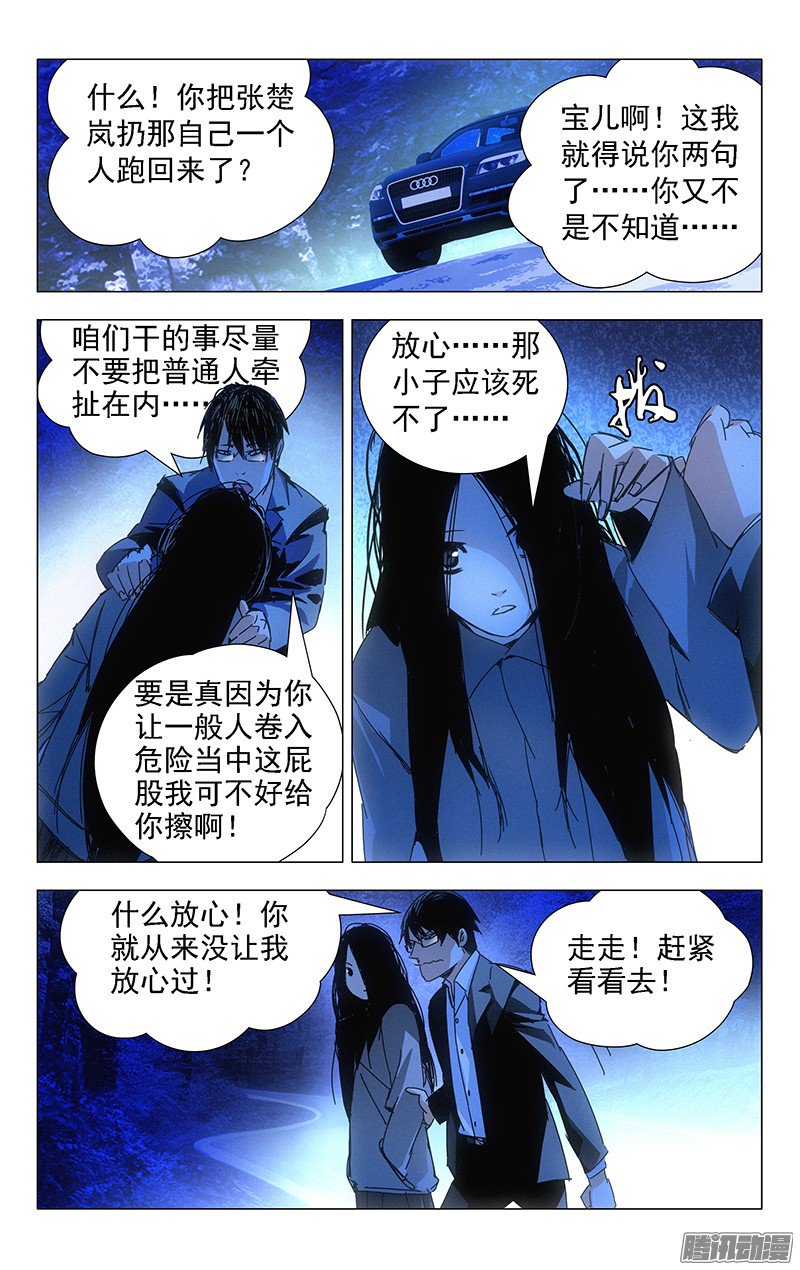 什么！你把张楚
岚扔那自己一个
人跑回来了？
宝儿啊！这我
就得说你两句
了……你又不
是不知道……
咱们干的事尽量
不要把普通人牵
扯在内……
要是真因为你
让一般人卷入
危险当中这屁
股我可不好给
你擦啊！
放心……那
小子应该死
不了……
拨
什么放心！你
就从来没让我
放心过！
走走！赶紧
看看去！
腾讯动漫